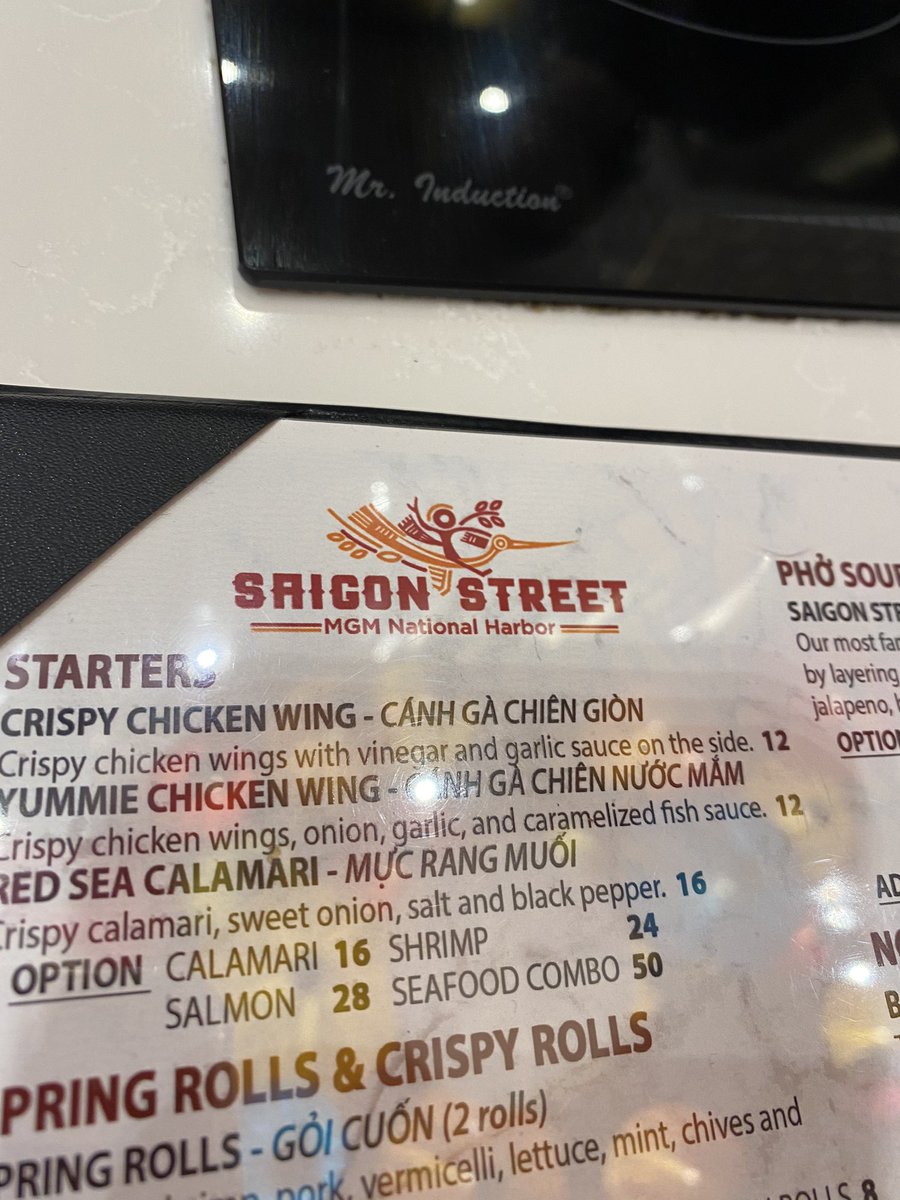 Mr. Induction
SAIGON STREET
MGM National Harbor
STARTERS
CRISPY CHICKEN WING - CÁNH GÀ CHIÊN GIÒN
Crispy chicken wings with vinegar and garlic sauce on the side. 12
YUMMIE CHICKEN WING - CÁNH GÀ CHIÊN NƯỚC MẮM
Crispy chicken wings, onion, garlic, and caramelized fish sauce. 12
RED SEA CALAMARI - MỰC RANG MUỐI
Crispy calamari, sweet onion, salt and black pepper. 16
OPTION CALAMARI 16 SHRIMP 24
SALMON 28 SEAFOOD COMBO 50
PRING ROLLS & CRISPY ROLLS
PRING ROLLS - GỎI CUỐN (2 rolls)
pork, vermicelli, lettuce, mint, chives and
ROLLS 8
PHỞ SOUP
SAIGON STR
Our most fam
by layering
jalapeno,
OPTION
AD